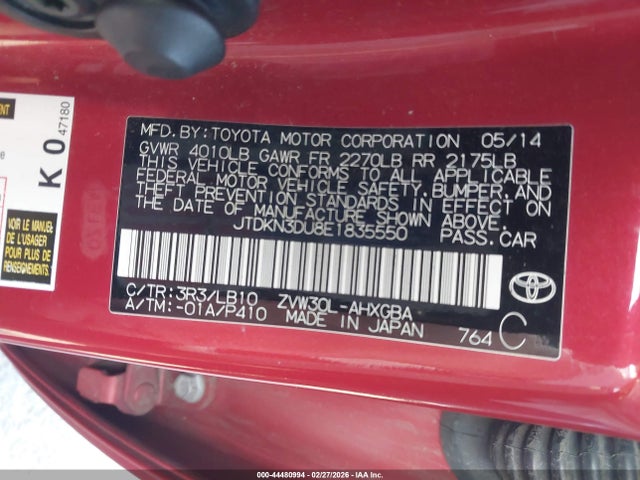 MFD. BY: TOYOTA MOTOR CORPORATION 05/14
GVWR 4010LB GAWR FR 2270LB RR 2175LB
THIS VEHICLE CONFORMS TO ALL APPLICABLE
FEDERAL MOTOR VEHICLE SAFETY, BUMPER, AND
THEFT PREVENTION STANDARDS IN EFFECT ON
THE DATE OF MANUFACTURE SHOWN ABOVE.
JTDKN3DU8E1835550 PASS. CAR
C/TR: 3R3/LB10 ZVW30L-AHXGBA
A/TM: -01A/P410 MADE IN JAPAN 764 C
TOYOTA
K0
47180
VOIR LE MANUEL
DE L'USAGER
POUR PLUS DE
RENSEIGNEMENTS.
000-44480994 | 02/27/2026 | IAA Inc. | COPART